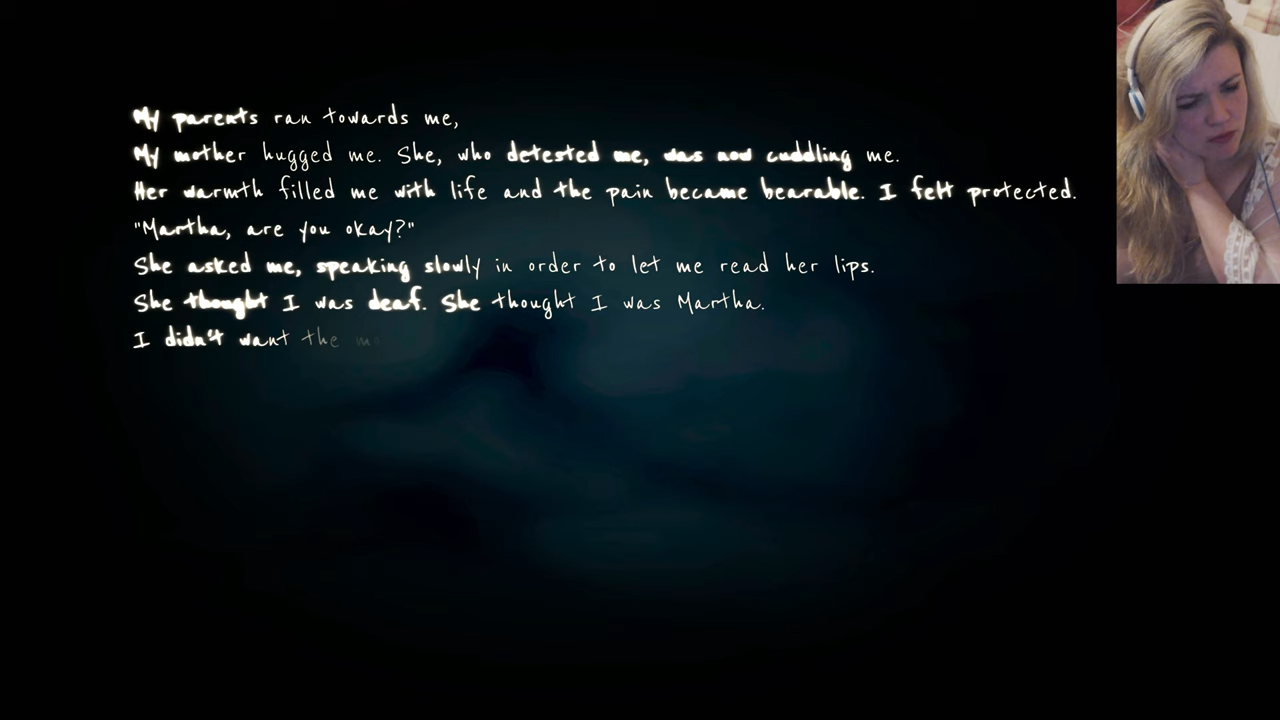 My parents ran towards me,
My mother hugged me. She, who detested me, was now cuddling me.
Her warmth filled me with life and the pain became bearable. I felt protected.
"Martha, are you okay?"
She asked me, speaking slowly in order to let me read her lips.
She thought I was deaf. She thought I was Martha.
I didn't want the